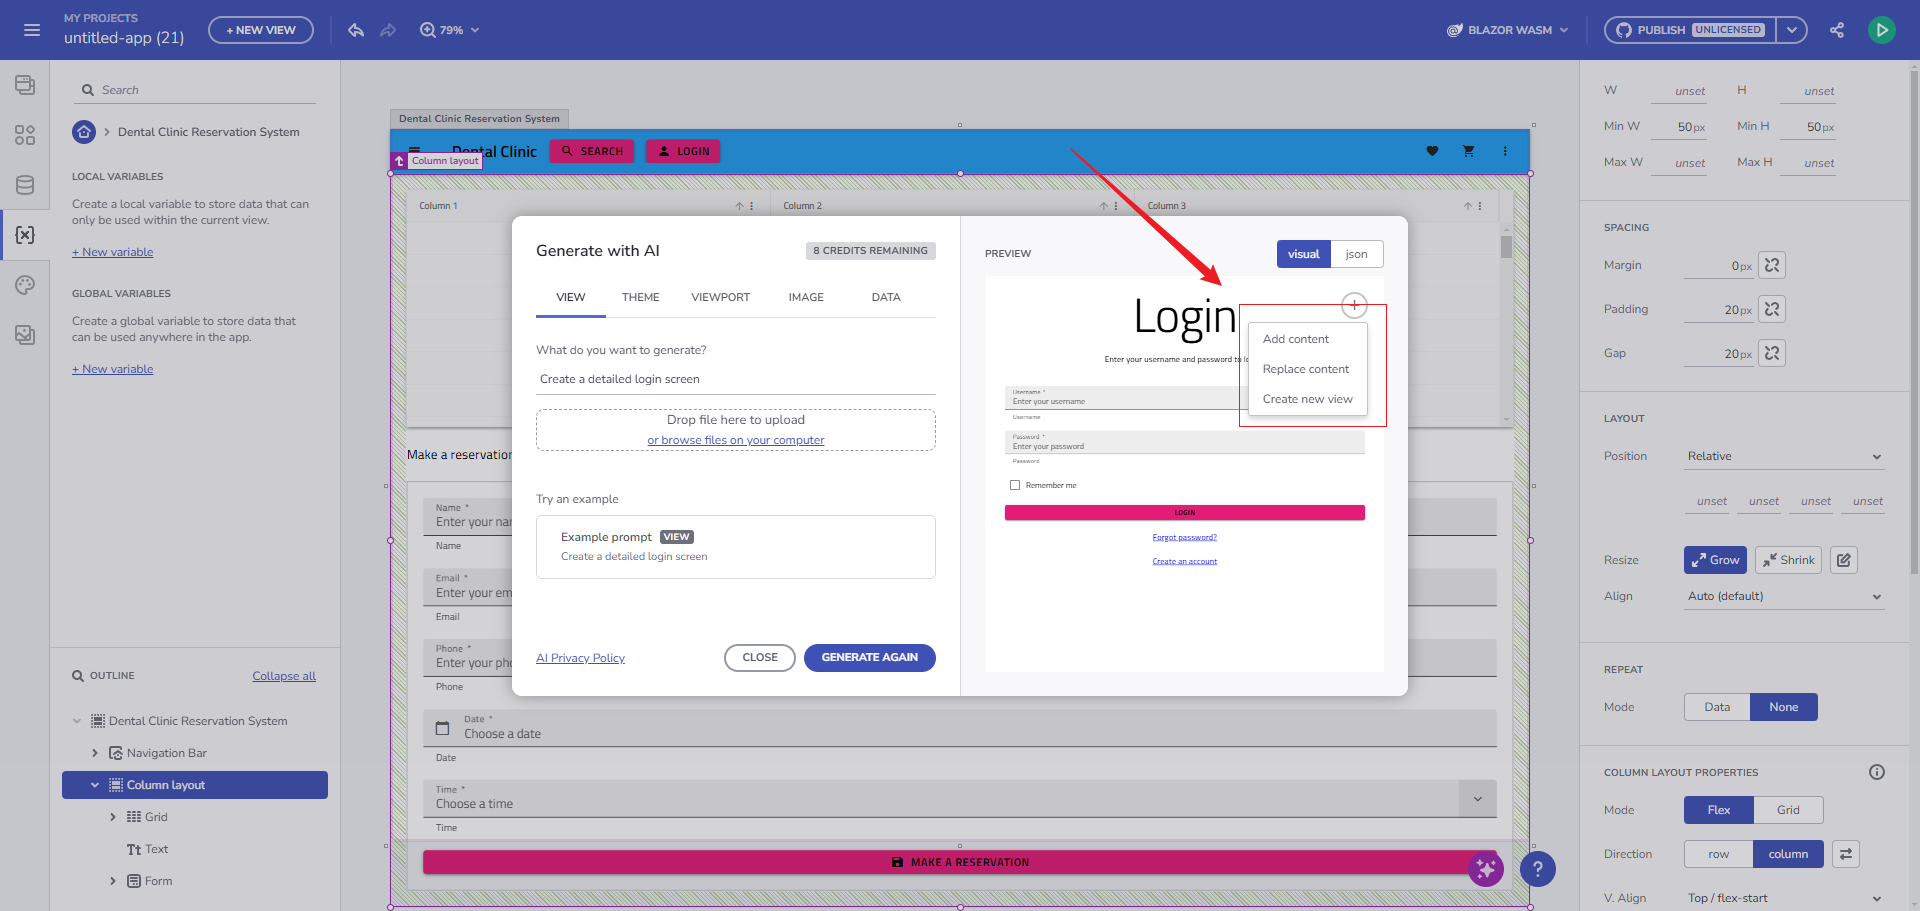 MY PROJECTS
untitled-app (21)
+ NEW VIEW
79%
BLAZOR WASM
PUBLISH UNLICENSED
Search
Dental Clinic Reservation System
LOCAL VARIABLES
Create a local variable to store data that can
only be used within the current view.
+ New variable
GLOBAL VARIABLES
Create a global variable to store data that
can be used anywhere in the app.
+ New variable
OUTLINE
Collapse all
Dental Clinic Reservation System
Navigation Bar
Column layout
Grid
Tt Text
Form
Dental Clinic Reservation System
Dental Clinic
SEARCH
LOGIN
Column layout
Column 1
Column 2
Column 3
Make a reservation
Name *
Enter your nam
Name
Email *
Enter your em
Email
Phone *
Enter your pho
Phone
Date *
Choose a date
Date
Time *
Choose a time
Time
MAKE A RESERVATION
Generate with AI
8 CREDITS REMAINING
VIEW
THEME
VIEWPORT
IMAGE
DATA
What do you want to generate?
Create a detailed login screen
Drop file here to upload
or browse files on your computer
Try an example
Example prompt VIEW
Create a detailed login screen
AI Privacy Policy
CLOSE
GENERATE AGAIN
PREVIEW
visual
json
Login
Enter your username and password to lo
Add content
Replace content
Create new view
Username *
Enter your username
Username
Password *
Enter your password
Password
Remember me
LOGIN
Forgot password?
Create an account
?
W unset H unset
Min W 50px Min H 50px
Max W unset Max H unset
SPACING
Margin 0px
Padding 20px
Gap 20px
LAYOUT
Position Relative
unset unset unset unset
Resize Grow Shrink
Align Auto (default)
REPEAT
Mode Data None
COLUMN LAYOUT PROPERTIES
Mode Flex Grid
Direction row column
V. Align Top / flex-start